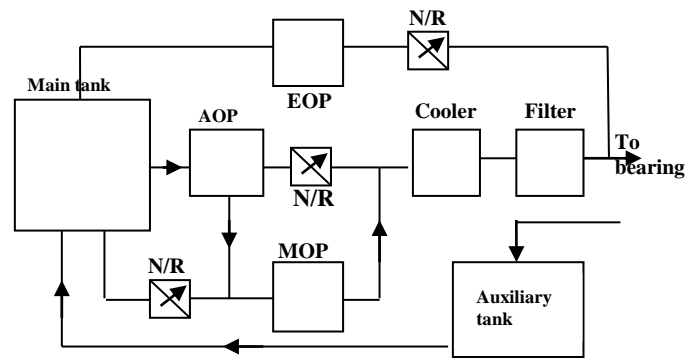 N/R
Main tank
EOP
AOP
Cooler
Filter
To
bearing
N/R
N/R
MOP
Auxiliary
tank